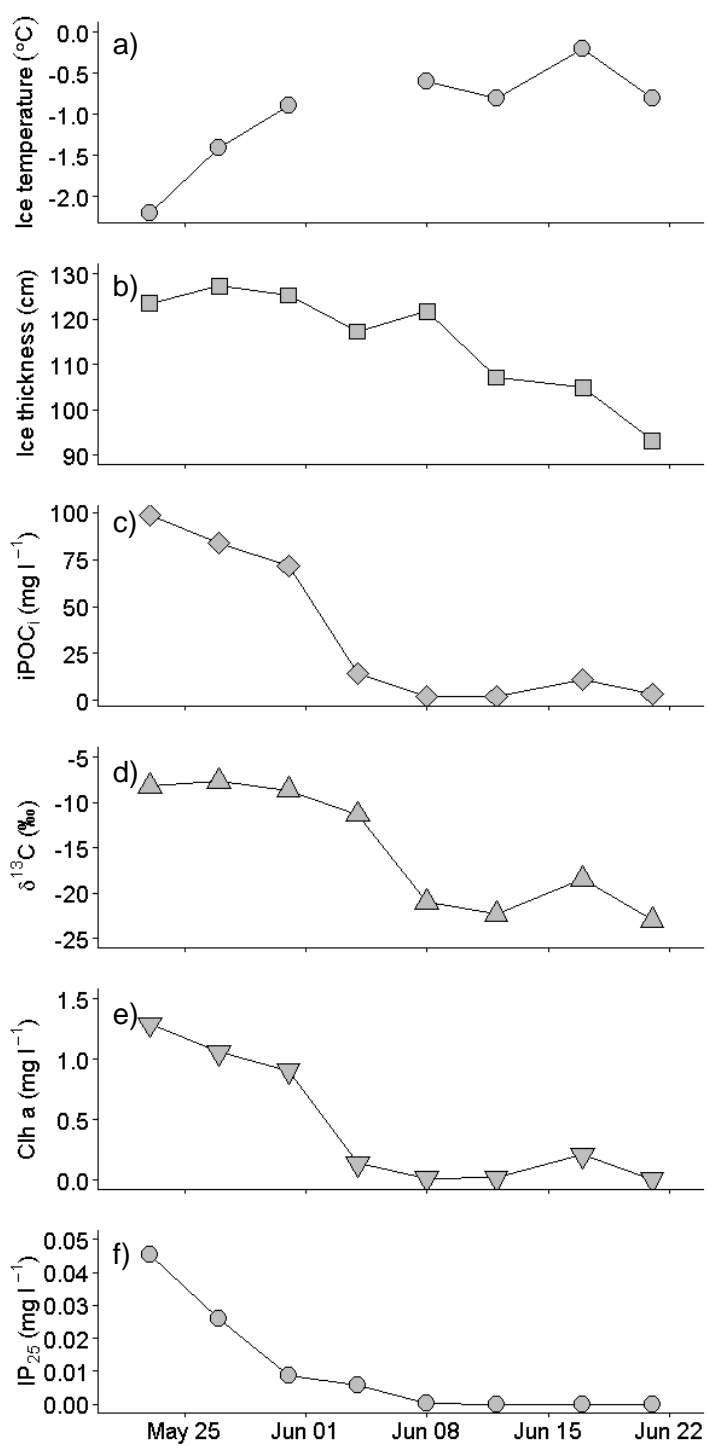 a)
Ice temperature (°C)
0.0
-0.5
-1.0
-1.5
-2.0
b)
Ice thickness (cm)
130
120
110
100
90
c)
iPOCi (mg l⁻¹)
100
75
50
25
0
d)
δ¹³C (‰)
-5
-10
-15
-20
-25
e)
Clh a (mg l⁻¹)
1.5
1.0
0.5
0.0
f)
IP₂₅ (mg l⁻¹)
0.05
0.04
0.03
0.02
0.01
0.00
May 25 Jun 01 Jun 08 Jun 15 Jun 22